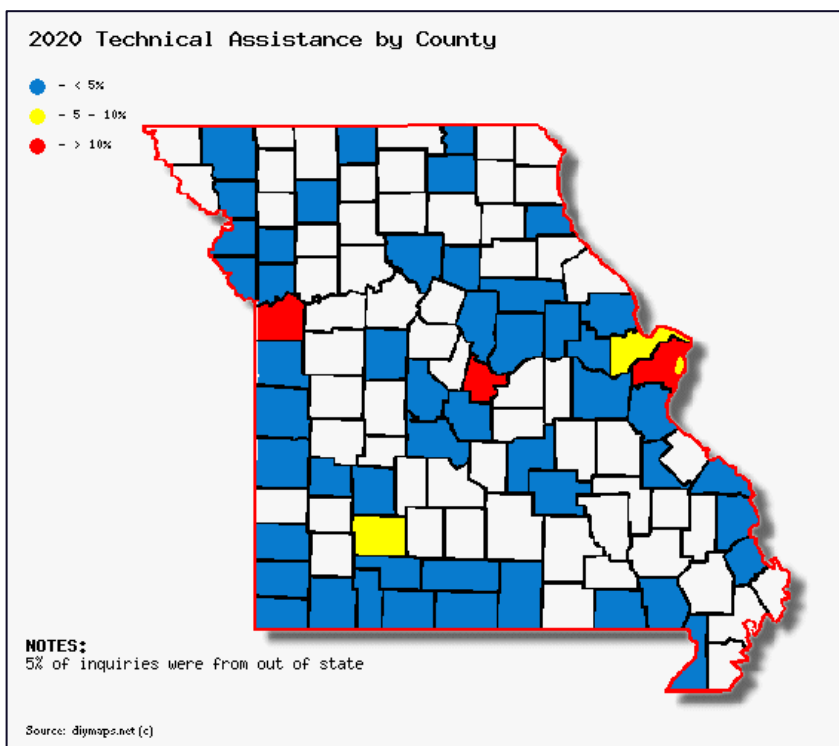 2020 Technical Assistance by County
- < 5%
- 5 - 10%
- > 10%
NOTES:
5% of inquiries were from out of state
Source: diymaps.net (c)